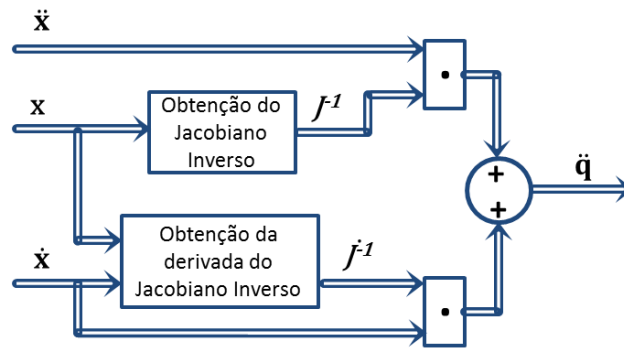 ẍ
x
Obtenção do
Jacobiano
Inverso
J⁻¹
.
+
+
q̈
ẋ
Obtenção da
derivada do
Jacobiano Inverso
J̇⁻¹
.